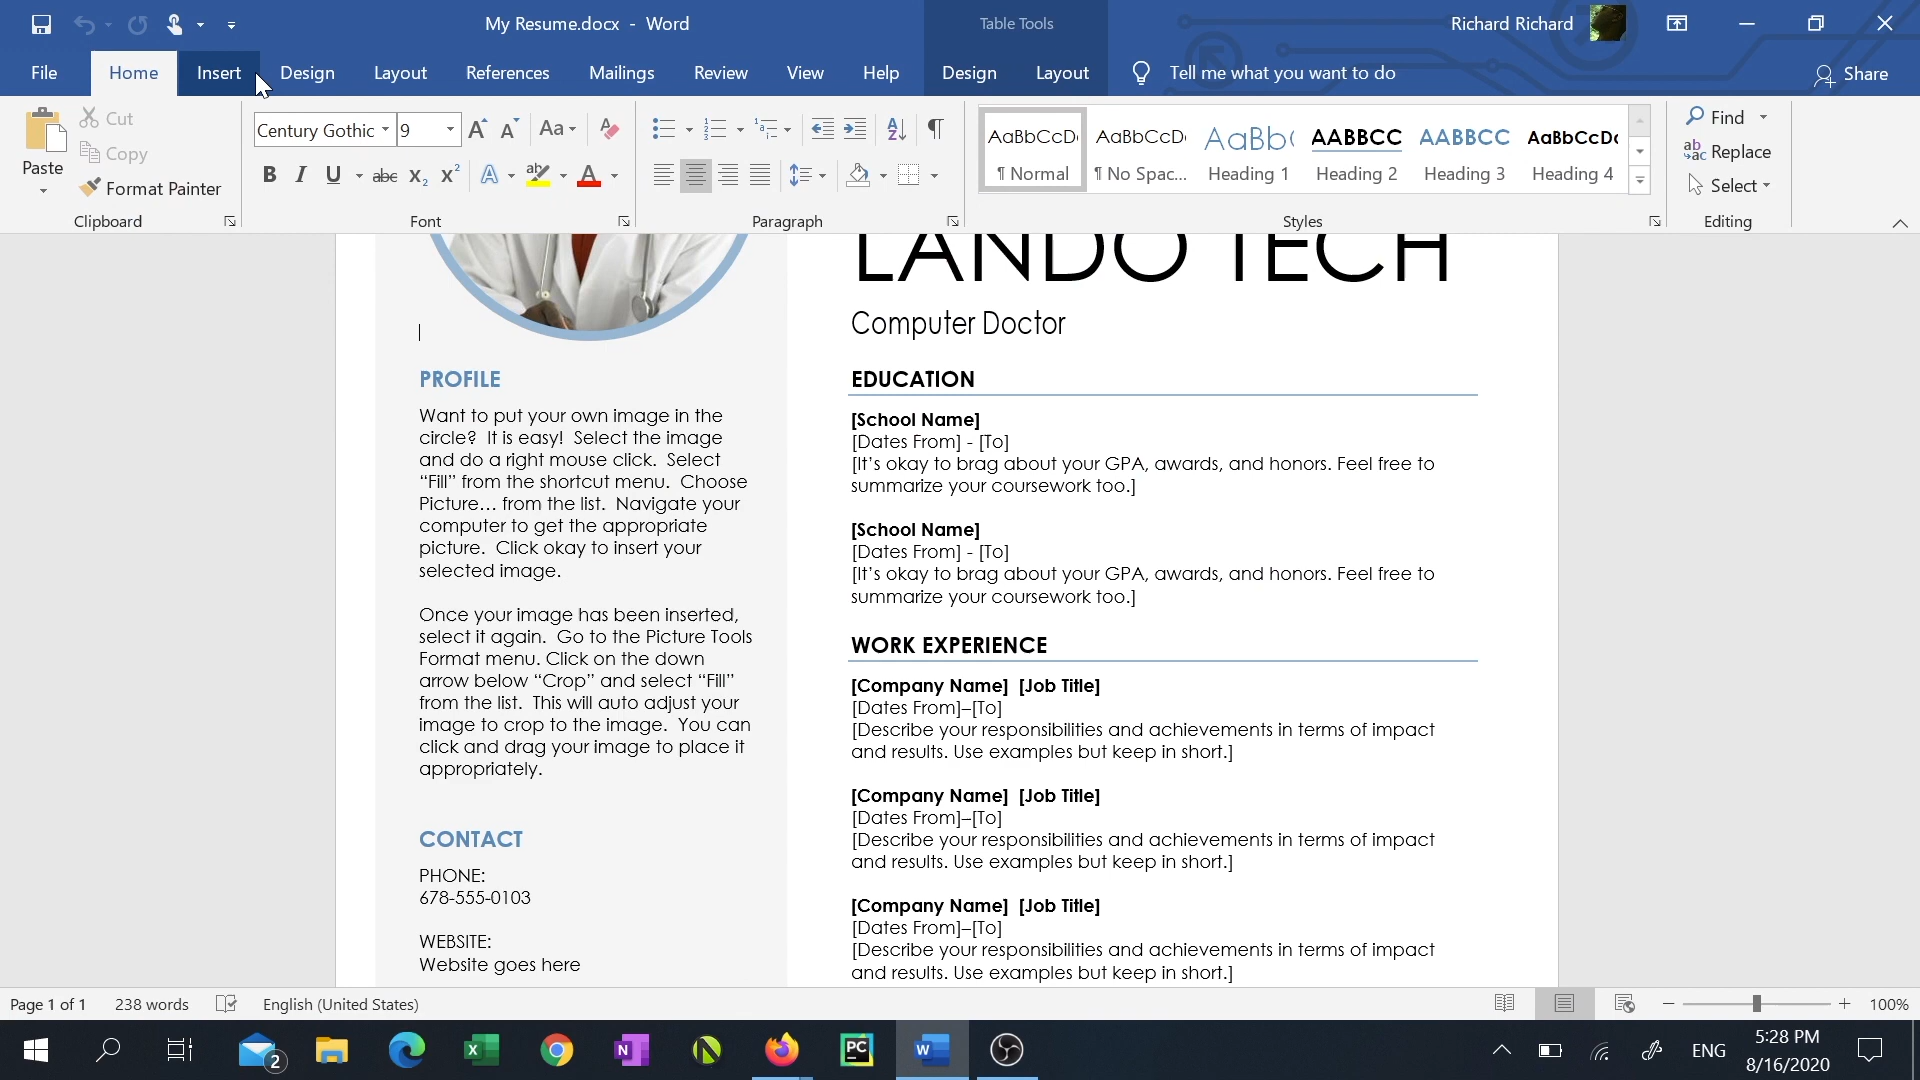 My Resume.docx - Word
Table Tools
Richard Richard
File
Home
Insert
Design
Layout
References
Mailings
Review
View
Help
Design
Layout
Tell me what you want to do
Share
Paste
Cut
Copy
Format Painter
Clipboard
Century Gothic
9
Aa
B I U abc X2 X2
Font
Paragraph
AaBbCcD
¶ Normal
AaBbCcD
¶ No Spac...
AaBb(
Heading 1
AABBCC
Heading 2
AABBCC
Heading 3
AaBbCcDc
Heading 4
Styles
Find
Replace
Select
Editing
LANDO TECH
Computer Doctor
PROFILE
Want to put your own image in the
circle?  It is easy!  Select the image
and do a right mouse click.  Select
“Fill” from the shortcut menu.  Choose
Picture… from the list.  Navigate your
computer to get the appropriate
picture.  Click okay to insert your
selected image.
Once your image has been inserted,
select it again.  Go to the Picture Tools
Format menu. Click on the down
arrow below “Crop” and select “Fill”
from the list.  This will auto adjust your
image to crop to the image.  You can
click and drag your image to place it
appropriately.
CONTACT
PHONE:
678-555-0103
WEBSITE:
Website goes here
EDUCATION
[School Name]
[Dates From] - [To]
[It’s okay to brag about your GPA, awards, and honors. Feel free to
summarize your coursework too.]
[School Name]
[Dates From] - [To]
[It’s okay to brag about your GPA, awards, and honors. Feel free to
summarize your coursework too.]
WORK EXPERIENCE
[Company Name]  [Job Title]
[Dates From]–[To]
[Describe your responsibilities and achievements in terms of impact
and results. Use examples but keep in short.]
[Company Name]  [Job Title]
[Dates From]–[To]
[Describe your responsibilities and achievements in terms of impact
and results. Use examples but keep in short.]
[Company Name]  [Job Title]
[Dates From]–[To]
[Describe your responsibilities and achievements in terms of impact
and results. Use examples but keep in short.]
Page 1 of 1
238 words
English (United States)
100%
2
ENG
5:28 PM
8/16/2020